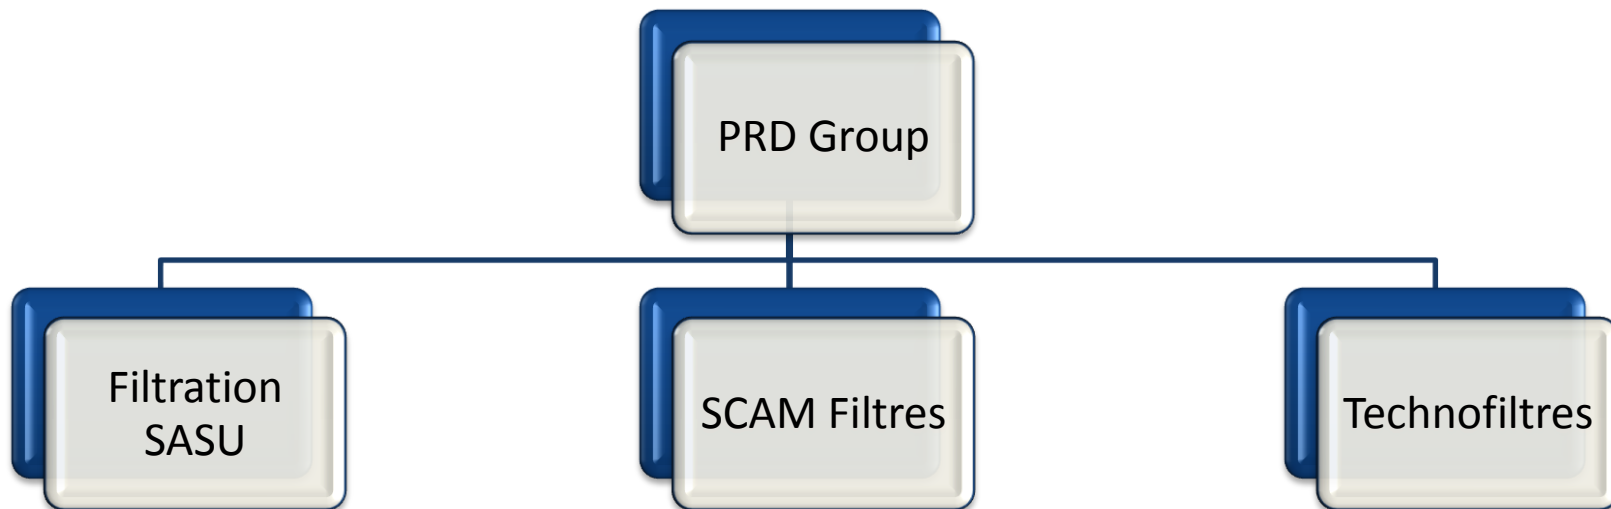 PRD Group
Filtration
SASU
SCAM Filtres
Technofiltres